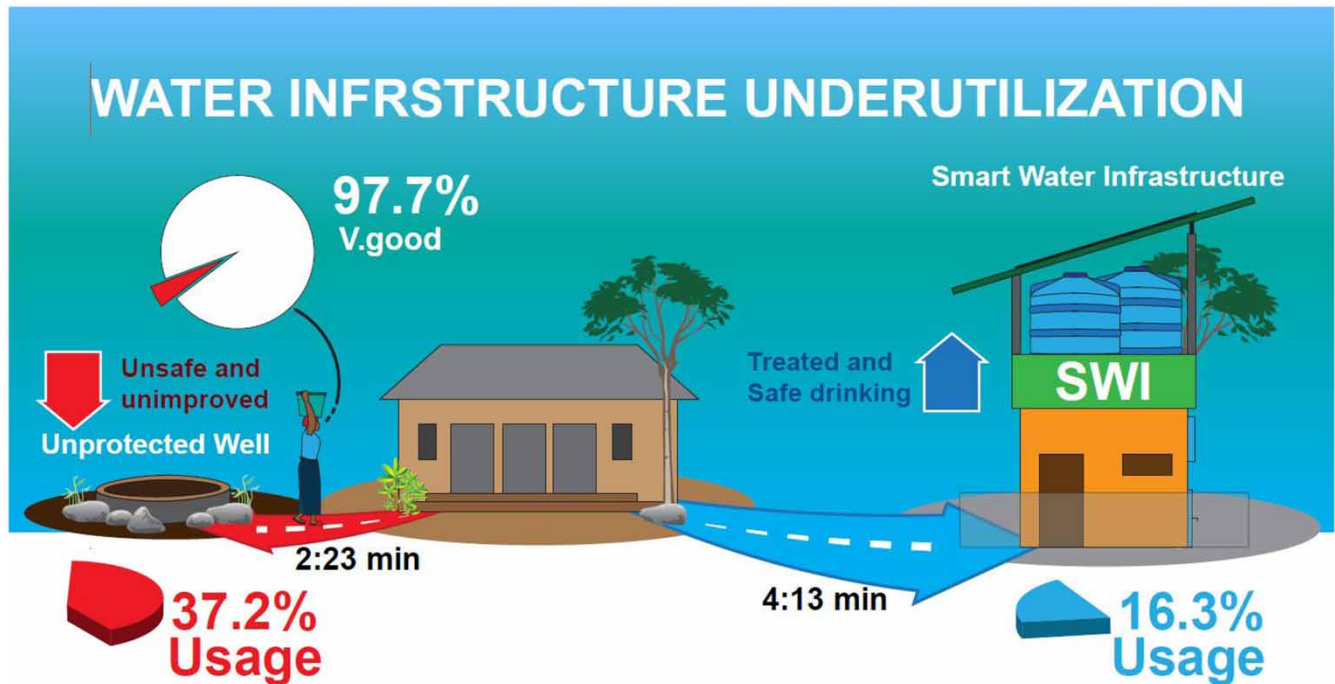 WATER INFRSTRUCTURE UNDERUTILIZATION
97.7%
V.good
Smart Water Infrastructure
Unsafe and
unimproved
Unprotected Well
Treated and
Safe drinking
SWI
2:23 min
4:13 min
37.2%
Usage
16.3%
Usage